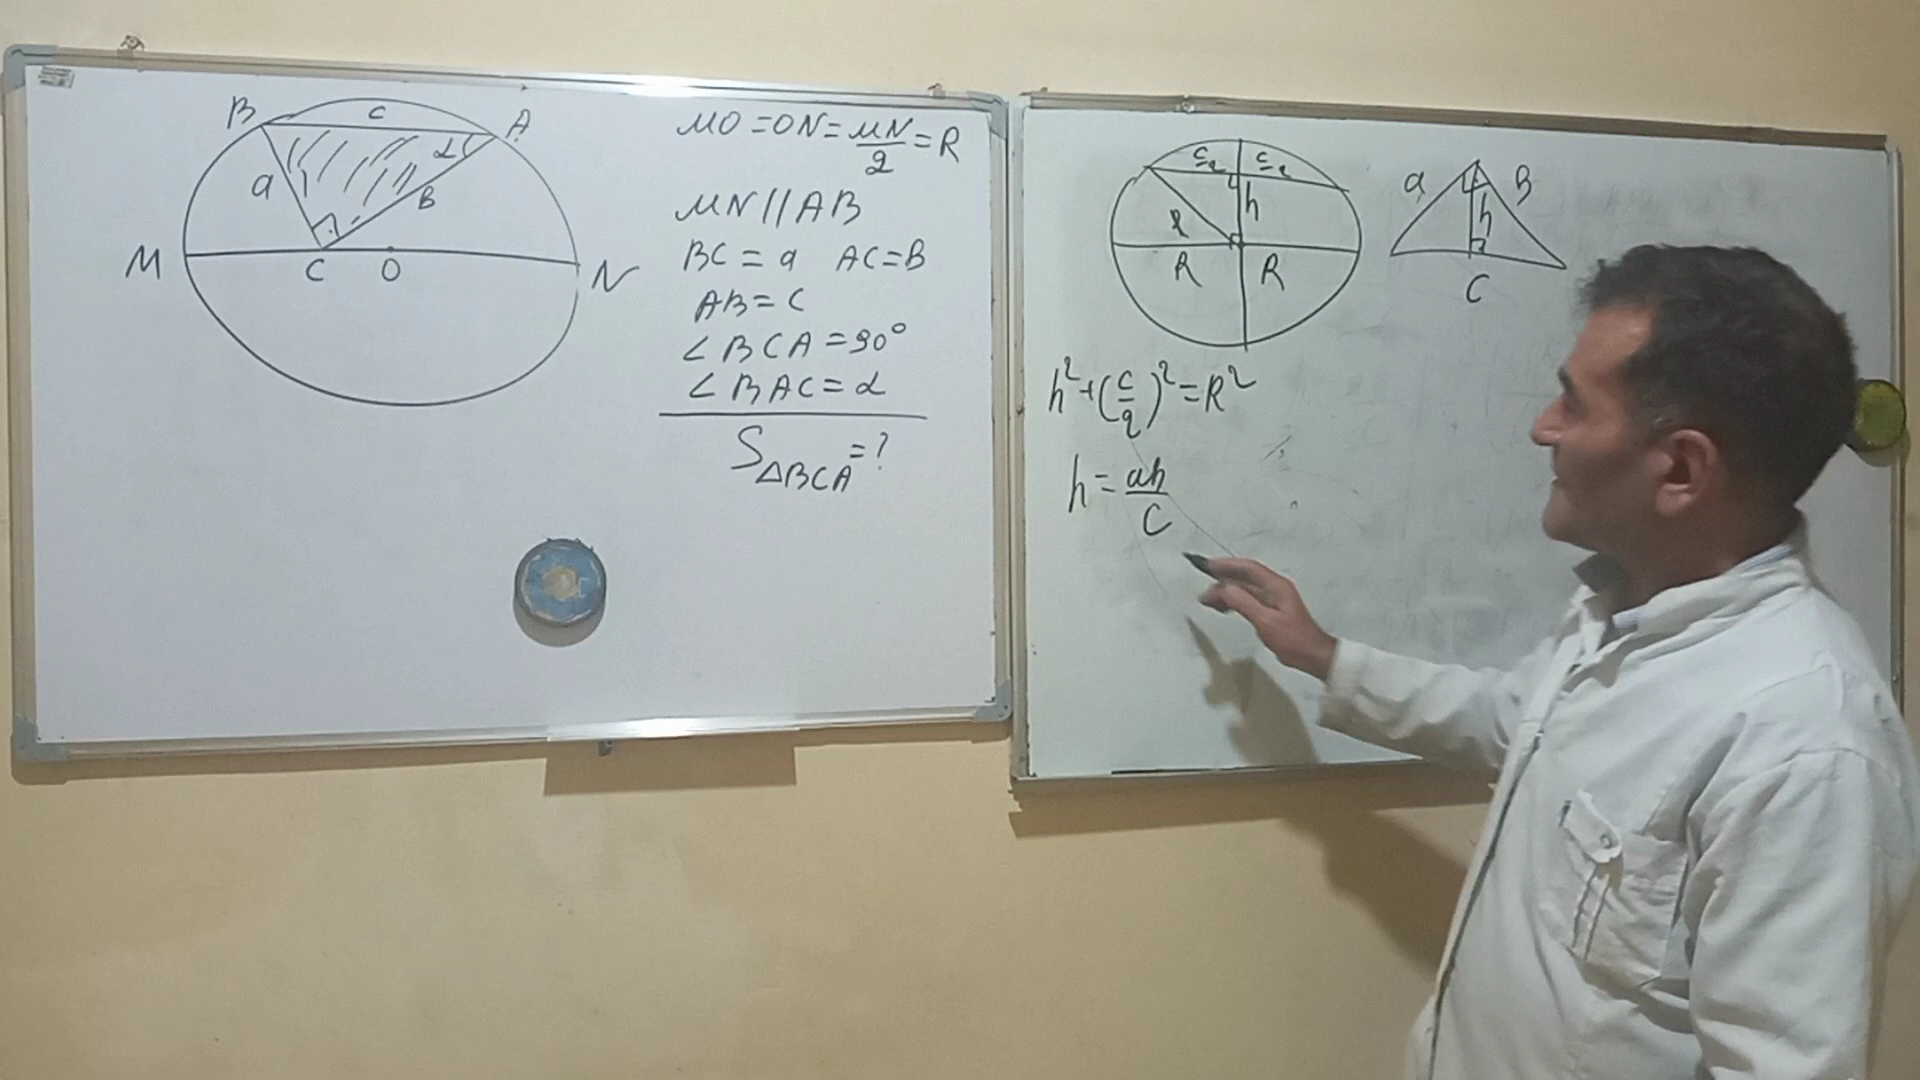 B c A
a α
B
M C O N
MO=ON=MN/2=R
MN//AB
BC=a AC=B
AB=C
∠BCA=90°
∠BAC=α
S△BCA=?
c/2 c/2
h
R
R R
a B
h
C
h²+(c/2)²=R²
h=ab/C